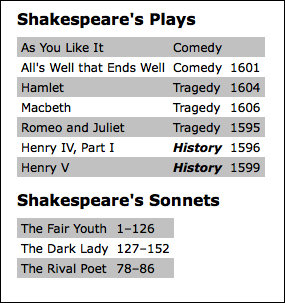 Shakespeare's Plays
As You Like It Comedy
All's Well that Ends Well Comedy 1601
Hamlet Tragedy 1604
Macbeth Tragedy 1606
Romeo and Juliet Tragedy 1595
Henry IV, Part I History 1596
Henry V History 1599
Shakespeare's Sonnets
The Fair Youth 1–126
The Dark Lady 127–152
The Rival Poet 78–86